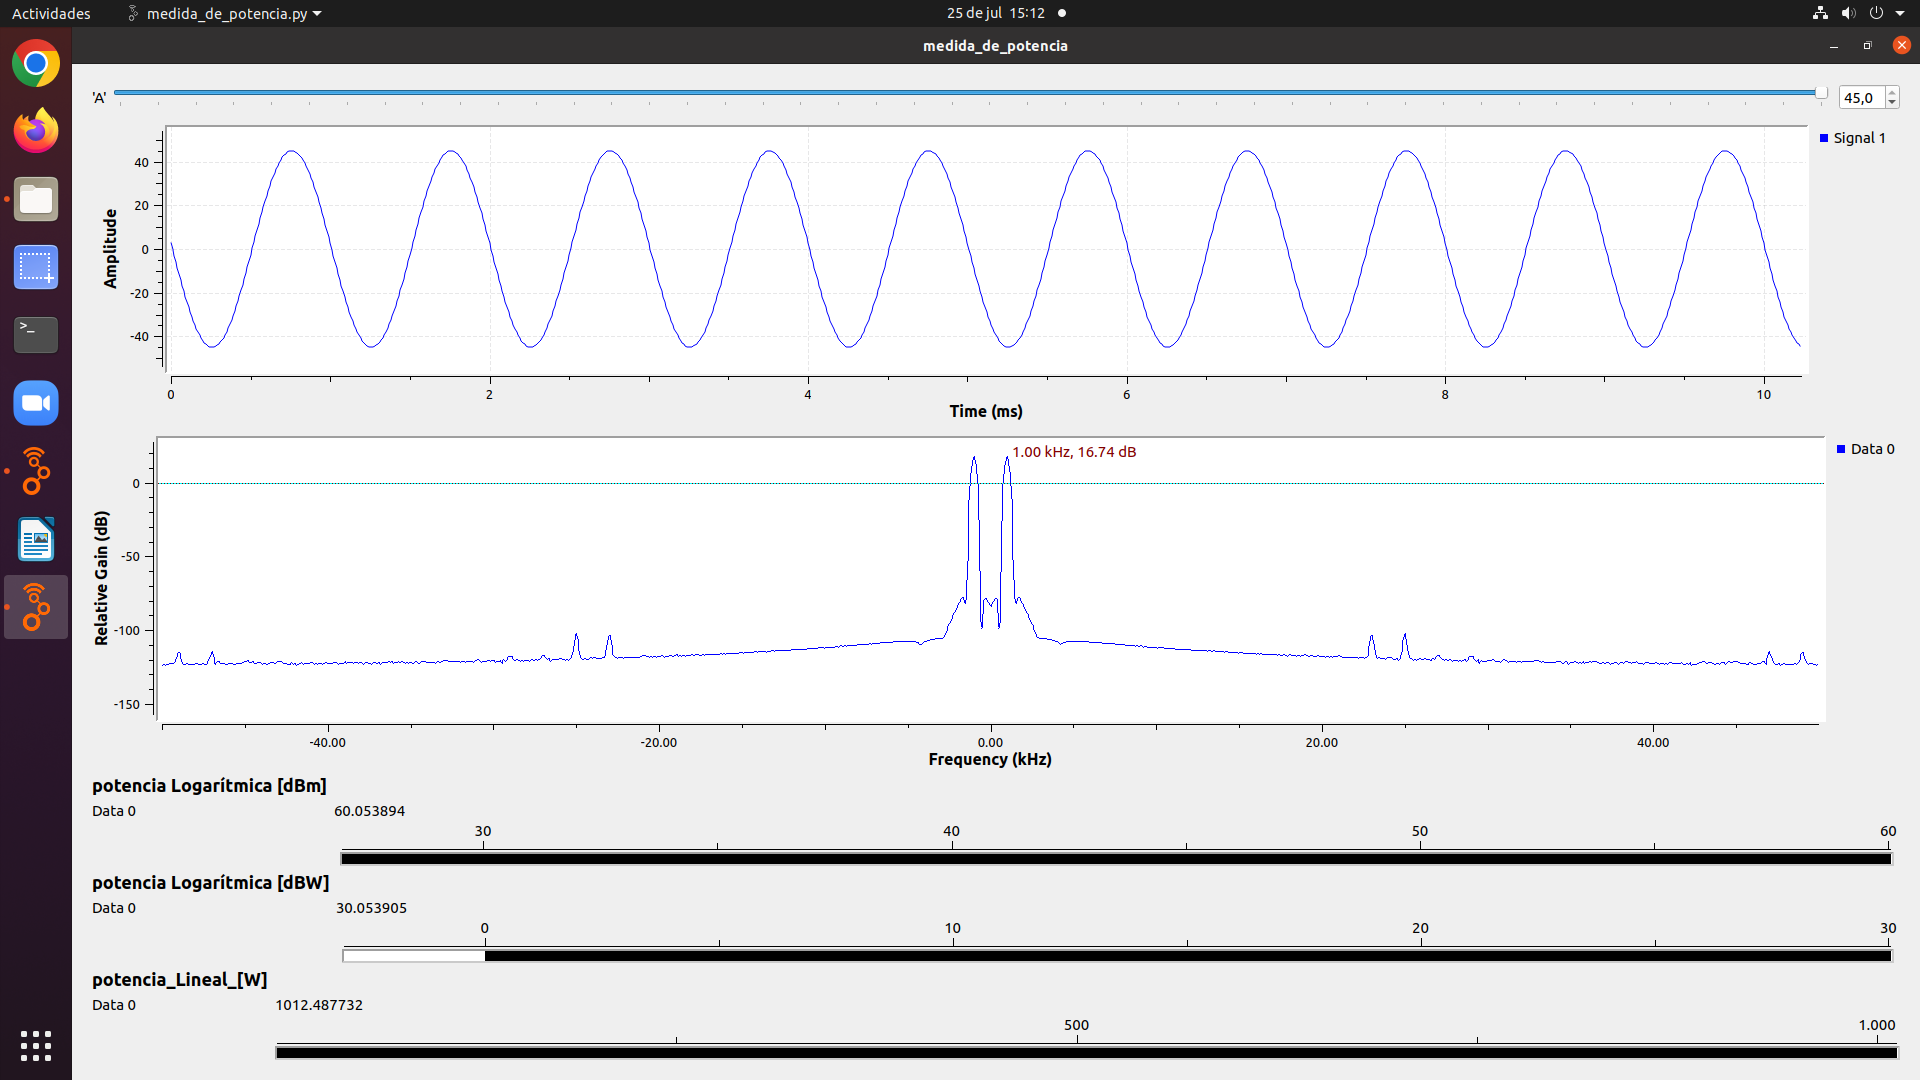 Actividades medida_de_potencia.py 25 de jul 15:12
medida_de_potencia
'A' 45,0
Signal 1
40
20
0
-20
-40
Amplitude
0 2 4 6 8 10
Time (ms)
1.00 kHz, 16.74 dB
Data 0
0
-50
-100
-150
Relative Gain (dB)
-40.00 -20.00 0.00 20.00 40.00
Frequency (kHz)
potencia Logarítmica [dBm]
Data 0 60.053894
30 40 50 60
potencia Logarítmica [dBW]
Data 0 30.053905
0 10 20 30
potencia_Lineal_[W]
Data 0 1012.487732
500 1.000